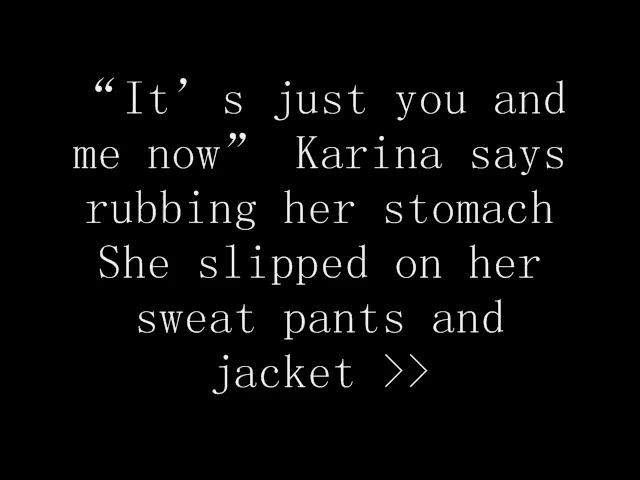 “It’s just you and
me now” Karina says
rubbing her stomach
She slipped on her
sweat pants and
jacket >>